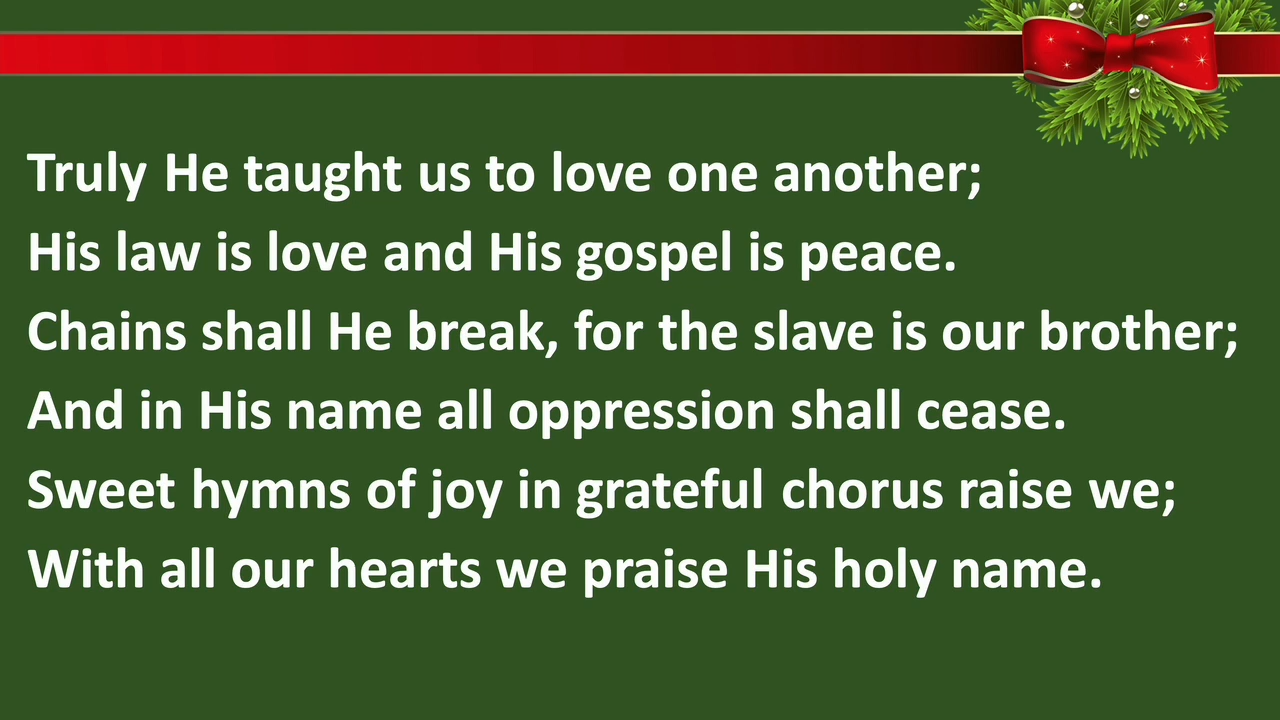 Truly He taught us to love one another;
His law is love and His gospel is peace.
Chains shall He break, for the slave is our brother;
And in His name all oppression shall cease.
Sweet hymns of joy in grateful chorus raise we;
With all our hearts we praise His holy name.